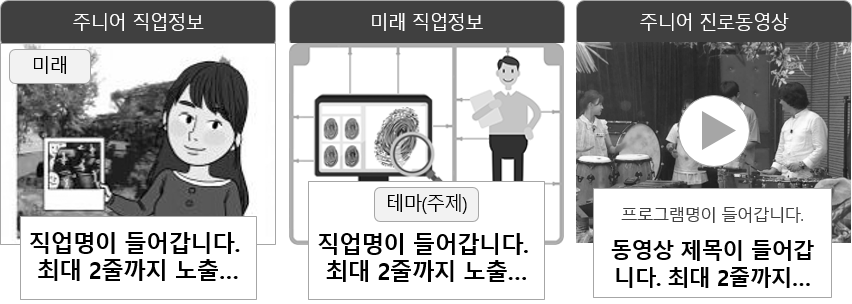 주니어 직업정보
미래
직업명이 들어갑니다.
최대 2줄까지 노출...
미래 직업정보
테마(주제)
직업명이 들어갑니다.
최대 2줄까지 노출...
주니어 진로동영상
프로그램명이 들어갑니다.
동영상 제목이 들어갑
니다. 최대 2줄까지...